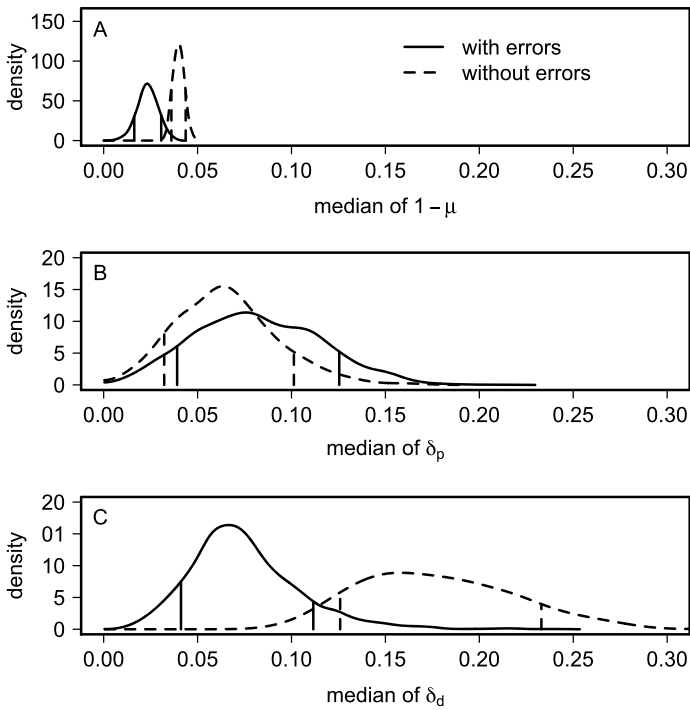 A
with errors
without errors
150
100
50
0
density
0.00 0.05 0.10 0.15 0.20 0.25 0.30
median of 1 – μ
B
20
15
10
5
0
density
0.00 0.05 0.10 0.15 0.20 0.25 0.30
median of δp
C
20
01
10
5
0
density
0.00 0.05 0.10 0.15 0.20 0.25 0.30
median of δd